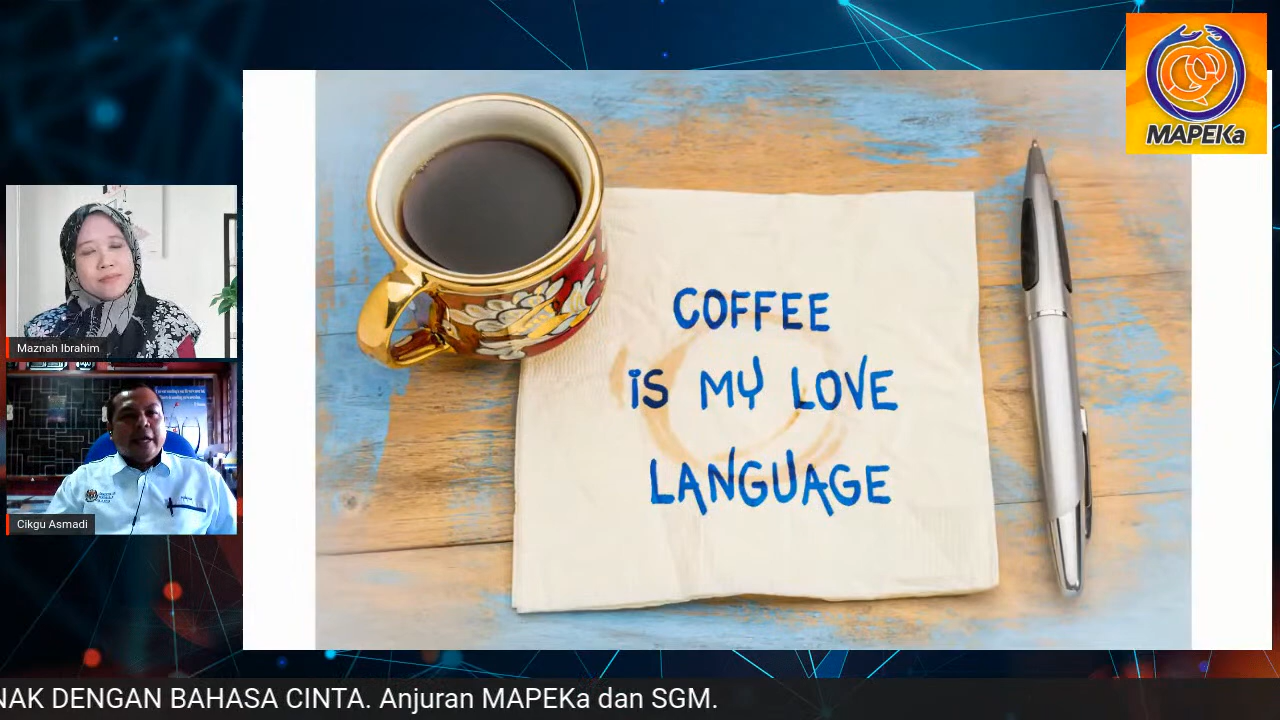 MAPEKa
COFFEE
IS MY LOVE
LANGUAGE
Maznah Ibrahim
Cikgu Asmadi
NAK DENGAN BAHASA CINTA. Anjuran MAPEKa dan SGM.